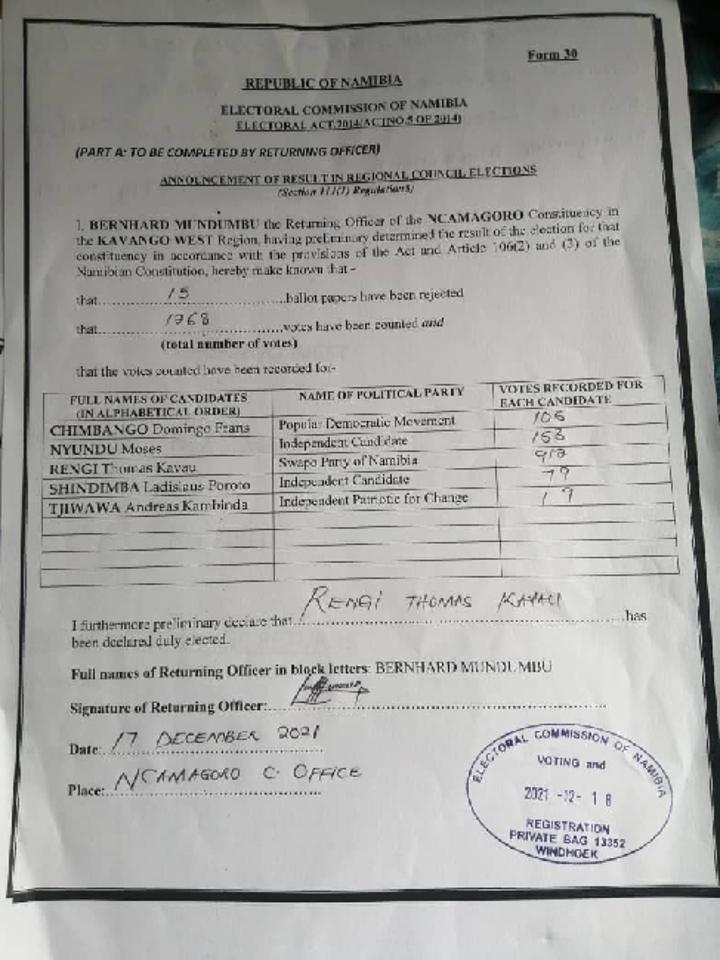 Form 30
REPUBLIC OF NAMIBIA
ELECTORAL COMMISSION OF NAMIBIA
ELECTORAL ACT,2014(ACT NO.5 OF 2014)
(PART A: TO BE COMPLETED BY RETURNING OFFICER)
ANNOUNCEMENT OF RESULT IN REGIONAL COUNCIL ELECTIONS
I, BERNHARD MUNDUMBU the Returning Officer of the NCAMAGORO Constituency in
the KAVANGO WEST Region, having preliminary determined the result of the election for that
constituency in accordance with the provisions of the Act and Article 106(2) and (3) of the
Namibian Constitution, hereby make known that -
that 15 ballot papers have been rejected
that 1268 votes have been counted and
(total number of votes)
that the votes counted have been recorded for-
FULL NAMES OF CANDIDATES (IN ALPHABETICAL ORDER) NAME OF POLITICAL PARTY VOTES RECORDED FOR EACH CANDIDATE
CHIMBANGO Domingo Frans Popular Democratic Movement 105
NYUNDU Moses Independent Candidate 153
RENGI Thomas Kavau Swapo Party of Namibia 912
SHINDIMBA Ladislaus Poroto Independent Candidate 79
TJIWAWA Andreas Kambinda Independent Patriotic for Change 19
I furthermore preliminary declare that RENGI THOMAS KAVAU has
been declared duly elected.
Full names of Returning Officer in block letters: BERNHARD MUNDUMBU
Signature of Returning Officer:
Date: 17 DECEMBER 2021
Place: NCAMAGORO C. OFFICE
ELECTORAL COMMISSION OF NAMIBIA
VOTING and
2021 -12- 18
REGISTRATION
PRIVATE BAG 13352
WINDHOEK